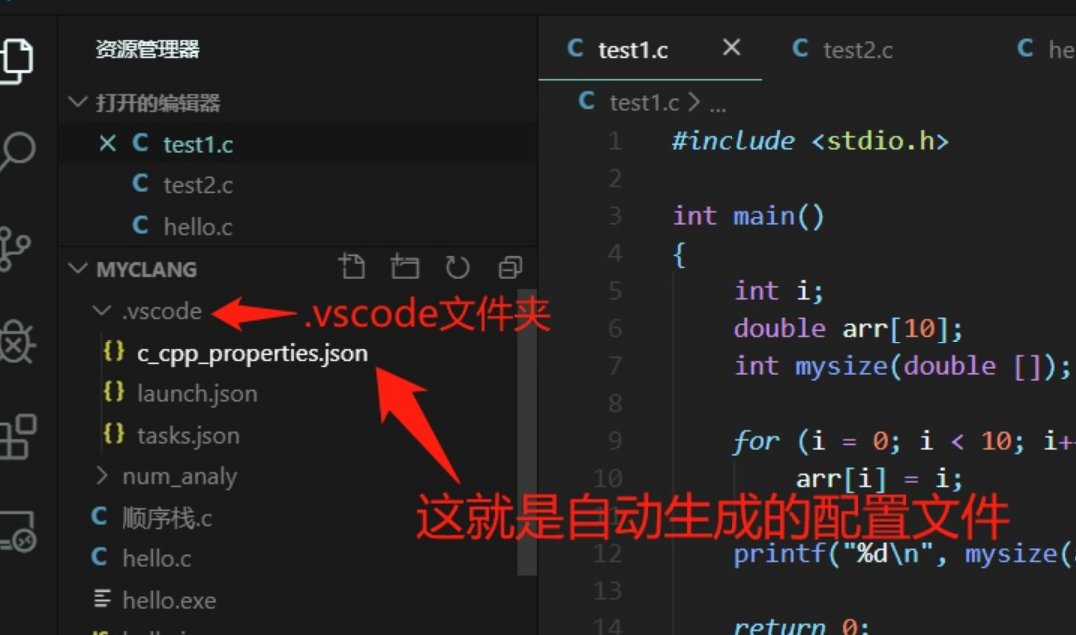 资源管理器
打开的编辑器
test1.c
test2.c
hello.c
MYCLANG
.vscode
.vscode文件夹
c_cpp_properties.json
launch.json
tasks.json
num_analy
这就是自动生成的配置文件
顺序栈.c
hello.c
hello.exe
test1.c
test2.c
he
test1.c > ...
1 #include <stdio.h>
2
3 int main()
4 {
5 int i;
6 double arr[10];
7 int mysize(double []);
8
9 for (i = 0; i < 10; i+
10 arr[i] = i;
12 printf("%d\n", mysize(
13
14 return 0;